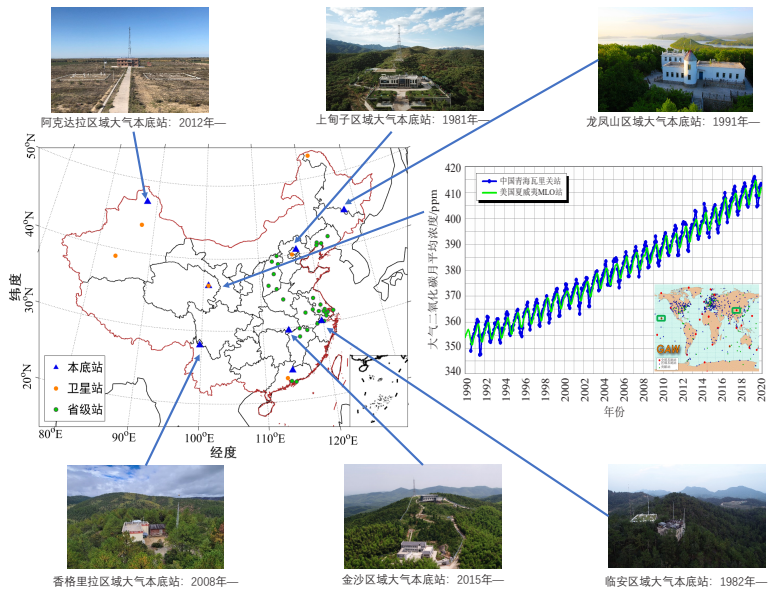 阿克达拉区域大气本底站：2012年—
上甸子区域大气本底站：1981年—
龙凤山区域大气本底站：1991年—
50°N
40°N
30°N
20°N
纬度
本底站
卫星站
省级站
80°E
90°E
100°E
110°E
120°E
经度
大气二氧化碳月平均浓度/ppm
420
410
400
390
380
370
360
350
340
中国青海瓦里关站
美国夏威夷MLO站
GAW
1990
1992
1994
1996
1998
2000
2002
2004
2006
2008
2010
2012
2014
2016
2018
2020
年份
香格里拉区域大气本底站：2008年—
金沙区域大气本底站：2015年—
临安区域大气本底站：1982年—